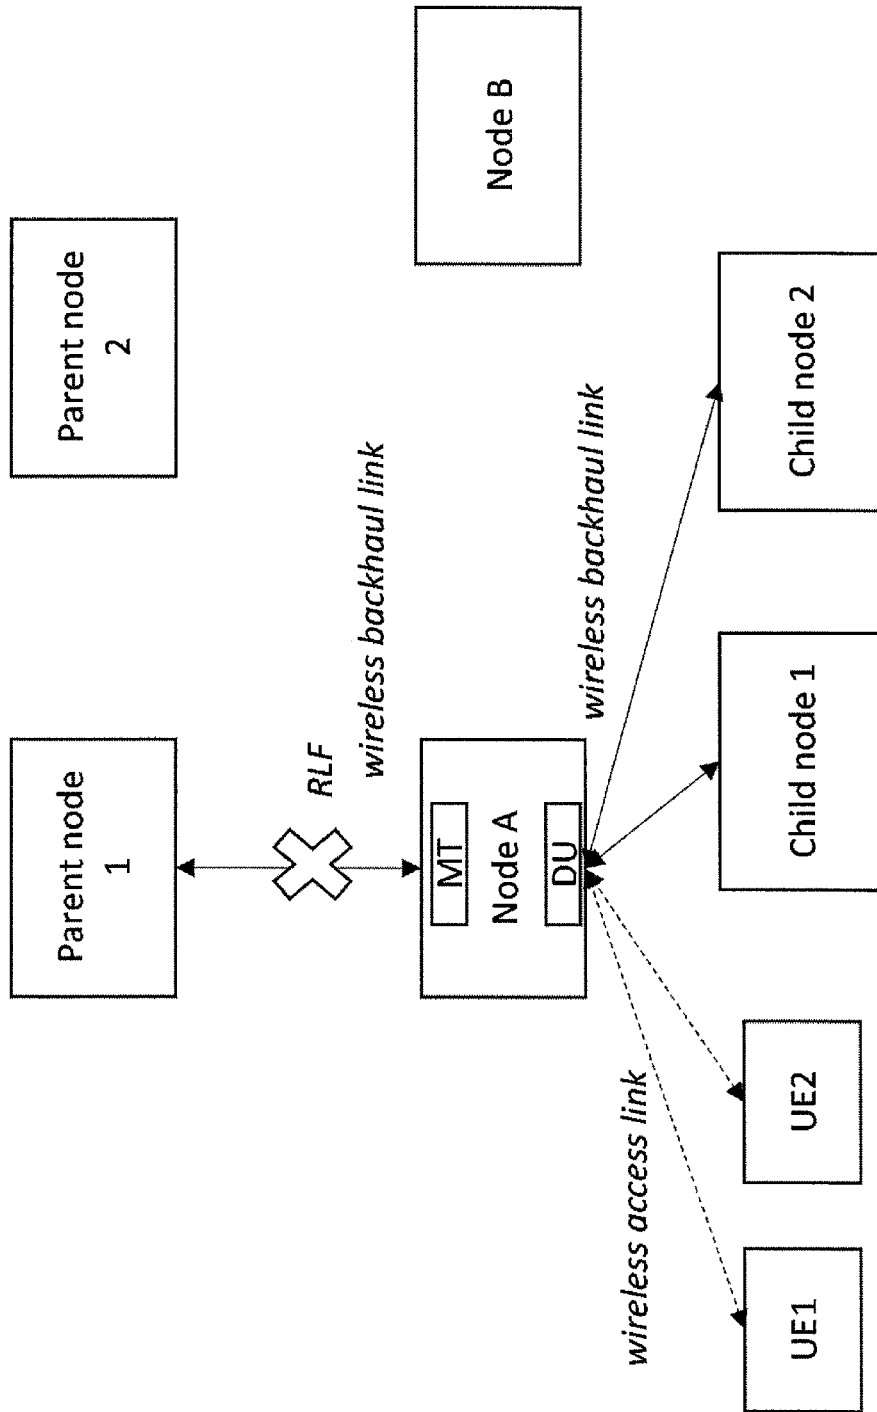 Parent node
1
Parent node
2
RLF
wireless backhaul link
MT
Node A
Node B
DU
wireless backhaul link
wireless access link
UE1
UE2
Child node 1
Child node 2